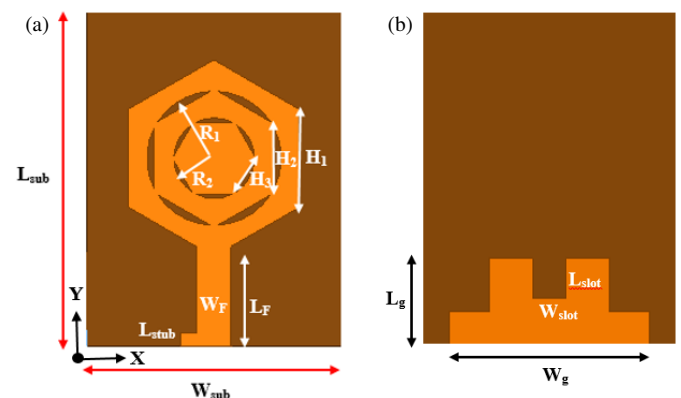 (a)
(b)
R₁
R₂
H₂
H₁
H₃
Lsub
WF
LF
Lstub
Y
X
Wsub
Lg
Lslot
Wslot
Wg